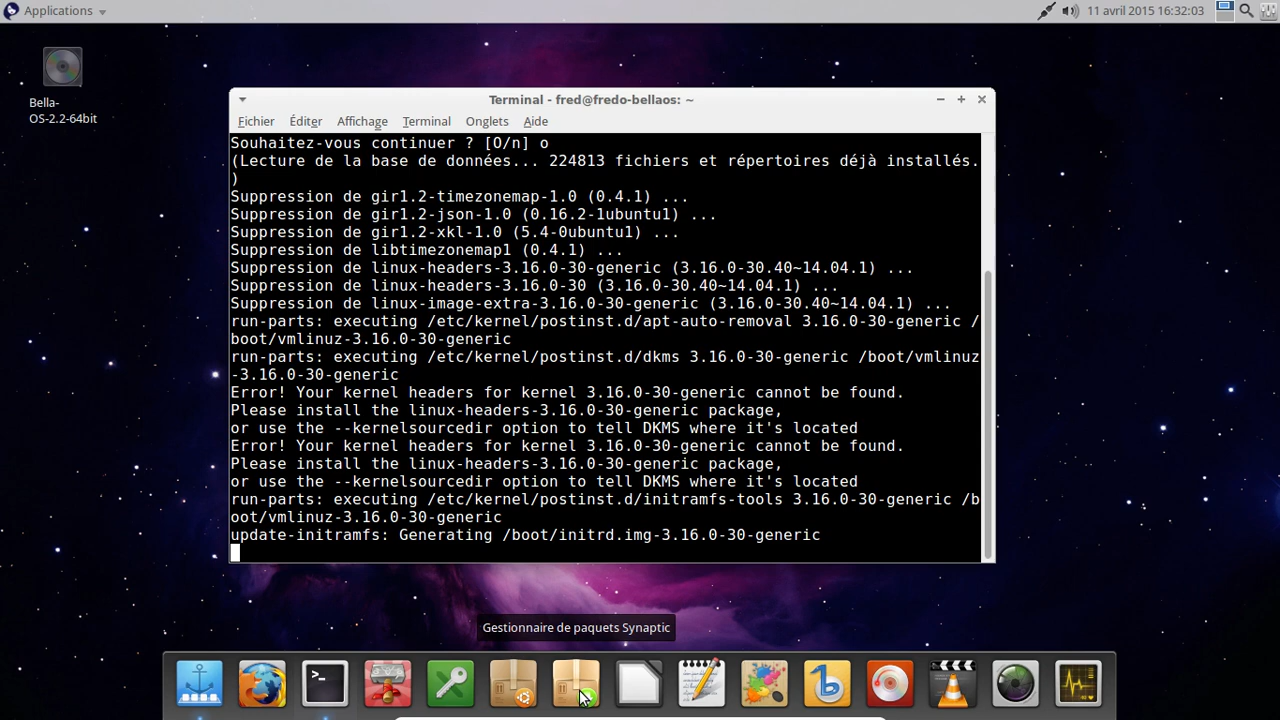 Applications
11 avril 2015 16:32:03
Bella-
OS-2.2-64bit
Terminal - fred@fredo-bellaos: ~
Fichier Éditer Affichage Terminal Onglets Aide
Souhaitez-vous continuer ? [O/n] o
(Lecture de la base de données... 224813 fichiers et répertoires déjà installés.
)
Suppression de gir1.2-timezonemap-1.0 (0.4.1) ...
Suppression de gir1.2-json-1.0 (0.16.2-1ubuntu1) ...
Suppression de gir1.2-xkl-1.0 (5.4-0ubuntu1) ...
Suppression de libtimezonemap1 (0.4.1) ...
Suppression de linux-headers-3.16.0-30-generic (3.16.0-30.40~14.04.1) ...
Suppression de linux-headers-3.16.0-30 (3.16.0-30.40~14.04.1) ...
Suppression de linux-image-extra-3.16.0-30-generic (3.16.0-30.40~14.04.1) ...
run-parts: executing /etc/kernel/postinst.d/apt-auto-removal 3.16.0-30-generic /
boot/vmlinuz-3.16.0-30-generic
run-parts: executing /etc/kernel/postinst.d/dkms 3.16.0-30-generic /boot/vmlinuz
-3.16.0-30-generic
Error! Your kernel headers for kernel 3.16.0-30-generic cannot be found.
Please install the linux-headers-3.16.0-30-generic package,
or use the --kernelsourcedir option to tell DKMS where it's located
Error! Your kernel headers for kernel 3.16.0-30-generic cannot be found.
Please install the linux-headers-3.16.0-30-generic package,
or use the --kernelsourcedir option to tell DKMS where it's located
run-parts: executing /etc/kernel/postinst.d/initramfs-tools 3.16.0-30-generic /b
oot/vmlinuz-3.16.0-30-generic
update-initramfs: Generating /boot/initrd.img-3.16.0-30-generic
Gestionnaire de paquets Synaptic